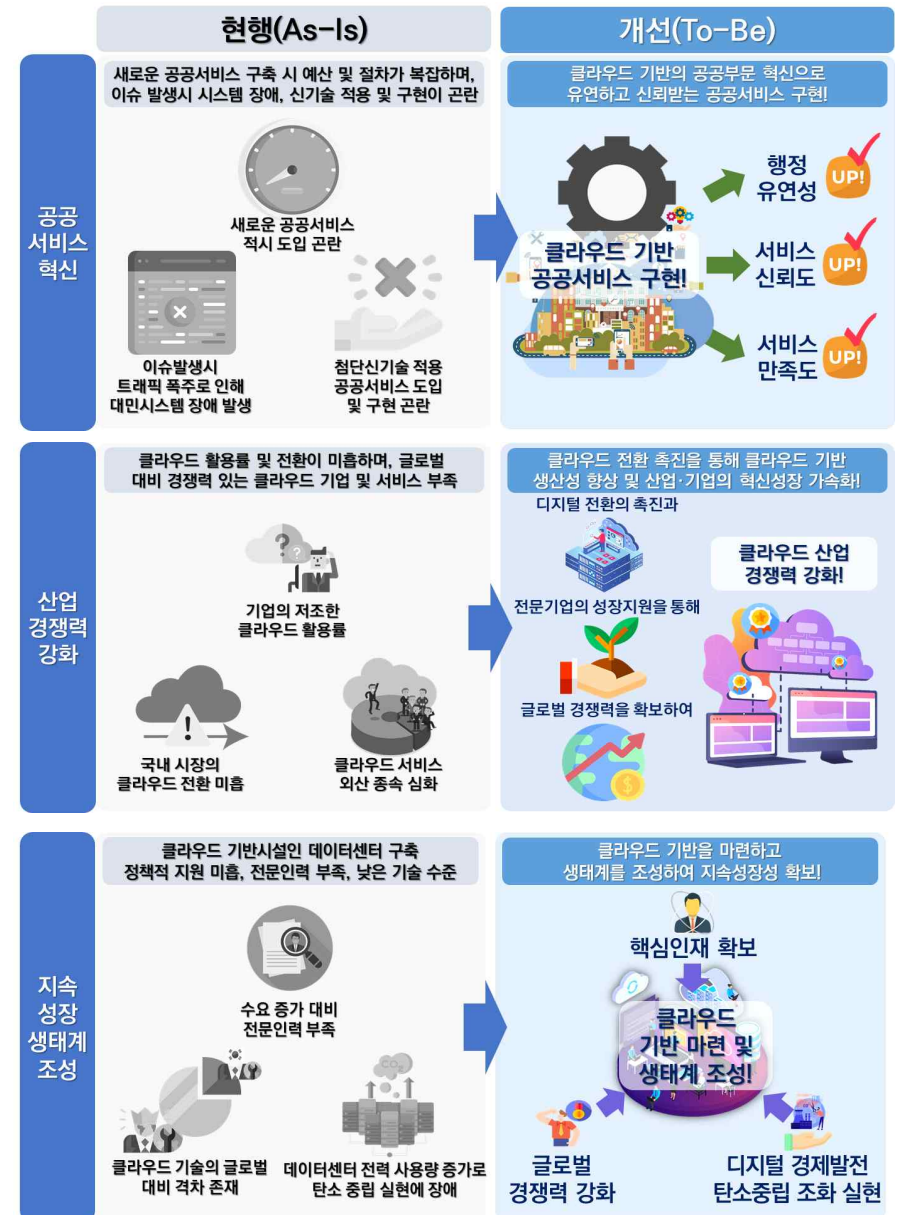 현행(As-Is)
개선(To-Be)
공공
서비스
혁신
새로운 공공서비스 구축 시 예산 및 절차가 복잡하며,
이슈 발생시 시스템 장애, 신기술 적용 및 구현이 곤란
새로운 공공서비스
적시 도입 곤란
이슈발생시
트래픽 폭주로 인해
대민시스템 장애 발생
첨단신기술 적용
공공서비스 도입
및 구현 곤란
클라우드 기반의 공공부문 혁신으로
유연하고 신뢰받는 공공서비스 구현!
클라우드 기반
공공서비스 구현!
행정
유연성
UP!
서비스
신뢰도
UP!
서비스
만족도
UP!
산업
경쟁력
강화
클라우드 활용률 및 전환이 미흡하며, 글로벌
대비 경쟁력 있는 클라우드 기업 및 서비스 부족
기업의 저조한
클라우드 활용률
국내 시장의
클라우드 전환 미흡
클라우드 서비스
외산 종속 심화
클라우드 전환 촉진을 통해 클라우드 기반
생산성 향상 및 산업·기업의 혁신성장 가속화!
디지털 전환의 촉진과
전문기업의 성장지원을 통해
글로벌 경쟁력을 확보하여
클라우드 산업
경쟁력 강화!
지속
성장
생태계
조성
클라우드 기반시설인 데이터센터 구축
정책적 지원 미흡, 전문인력 부족, 낮은 기술 수준
수요 증가 대비
전문인력 부족
클라우드 기술의 글로벌
대비 격차 존재
CO₂
데이터센터 전력 사용량 증가로
탄소 중립 실현에 장애
클라우드 기반을 마련하고
생태계를 조성하여 지속성장성 확보!
핵심인재 확보
클라우드
기반 마련 및
생태계 조성!
글로벌
경쟁력 강화
디지털 경제발전
탄소중립 조화 실현